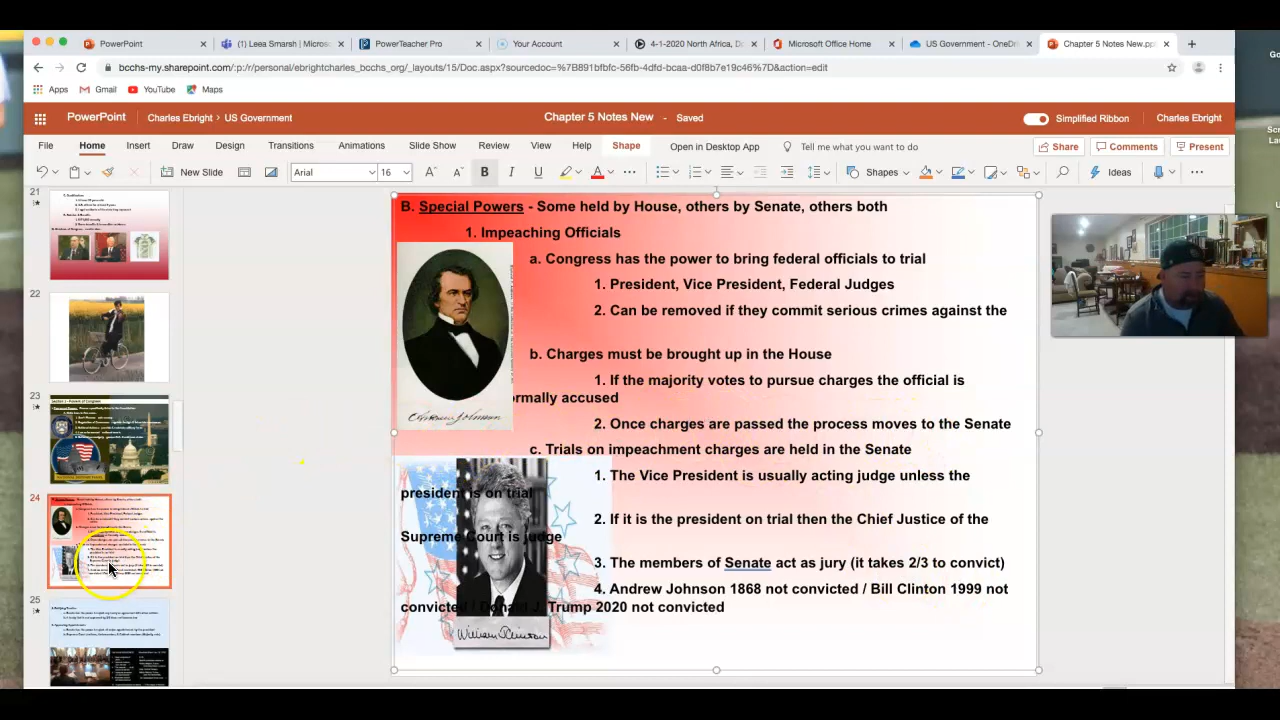 PowerPoint
(1) Leea Smarsh | Micros
PowerTeacher Pro
Your Account
4-1-2020 North Africa, D
Microsoft Office Home
US Government - OneDri
Chapter 5 Notes New.pp
bcchs-my.sharepoint.com/:p:/r/personal/ebrightcharles_bcchs_org/_layouts/15/Doc.aspx?sourcedoc=%7B891bfbfc-56fb-4dfd-bcaa-d0f8b7e19c46%7D&action=edit
Apps Gmail YouTube Maps
PowerPoint Charles Ebright > US Government Chapter 5 Notes New - Saved Simplified Ribbon Charles Ebright
File Home Insert Draw Design Transitions Animations Slide Show Review View Help Shape Open in Desktop App Tell me what you want to do Share Comments Present
New Slide Arial 16 B I U A Shapes Ideas
21
22
23
24
25
B. Special Powers - Some held by House, others by Senate, others both
1. Impeaching Officials
a. Congress has the power to bring federal officials to trial
1. President, Vice President, Federal Judges
2. Can be removed if they commit serious crimes against the
b. Charges must be brought up in the House
1. If the majority votes to pursue charges the official is
rmally accused
2. Once charges are passed the process moves to the Senate
c. Trials on impeachment charges are held in the Senate
1. The Vice President is usually acting judge unless the
president is on trial
2. If it is the president on trial then the Chief Justice of the
Supreme Court is judge
3. The members of Senate act as jury (it takes 2/3 to convict)
4. Andrew Johnson 1868 not convicted / Bill Clinton 1999 not
convicted / Donald J. Trump 2020 not convicted